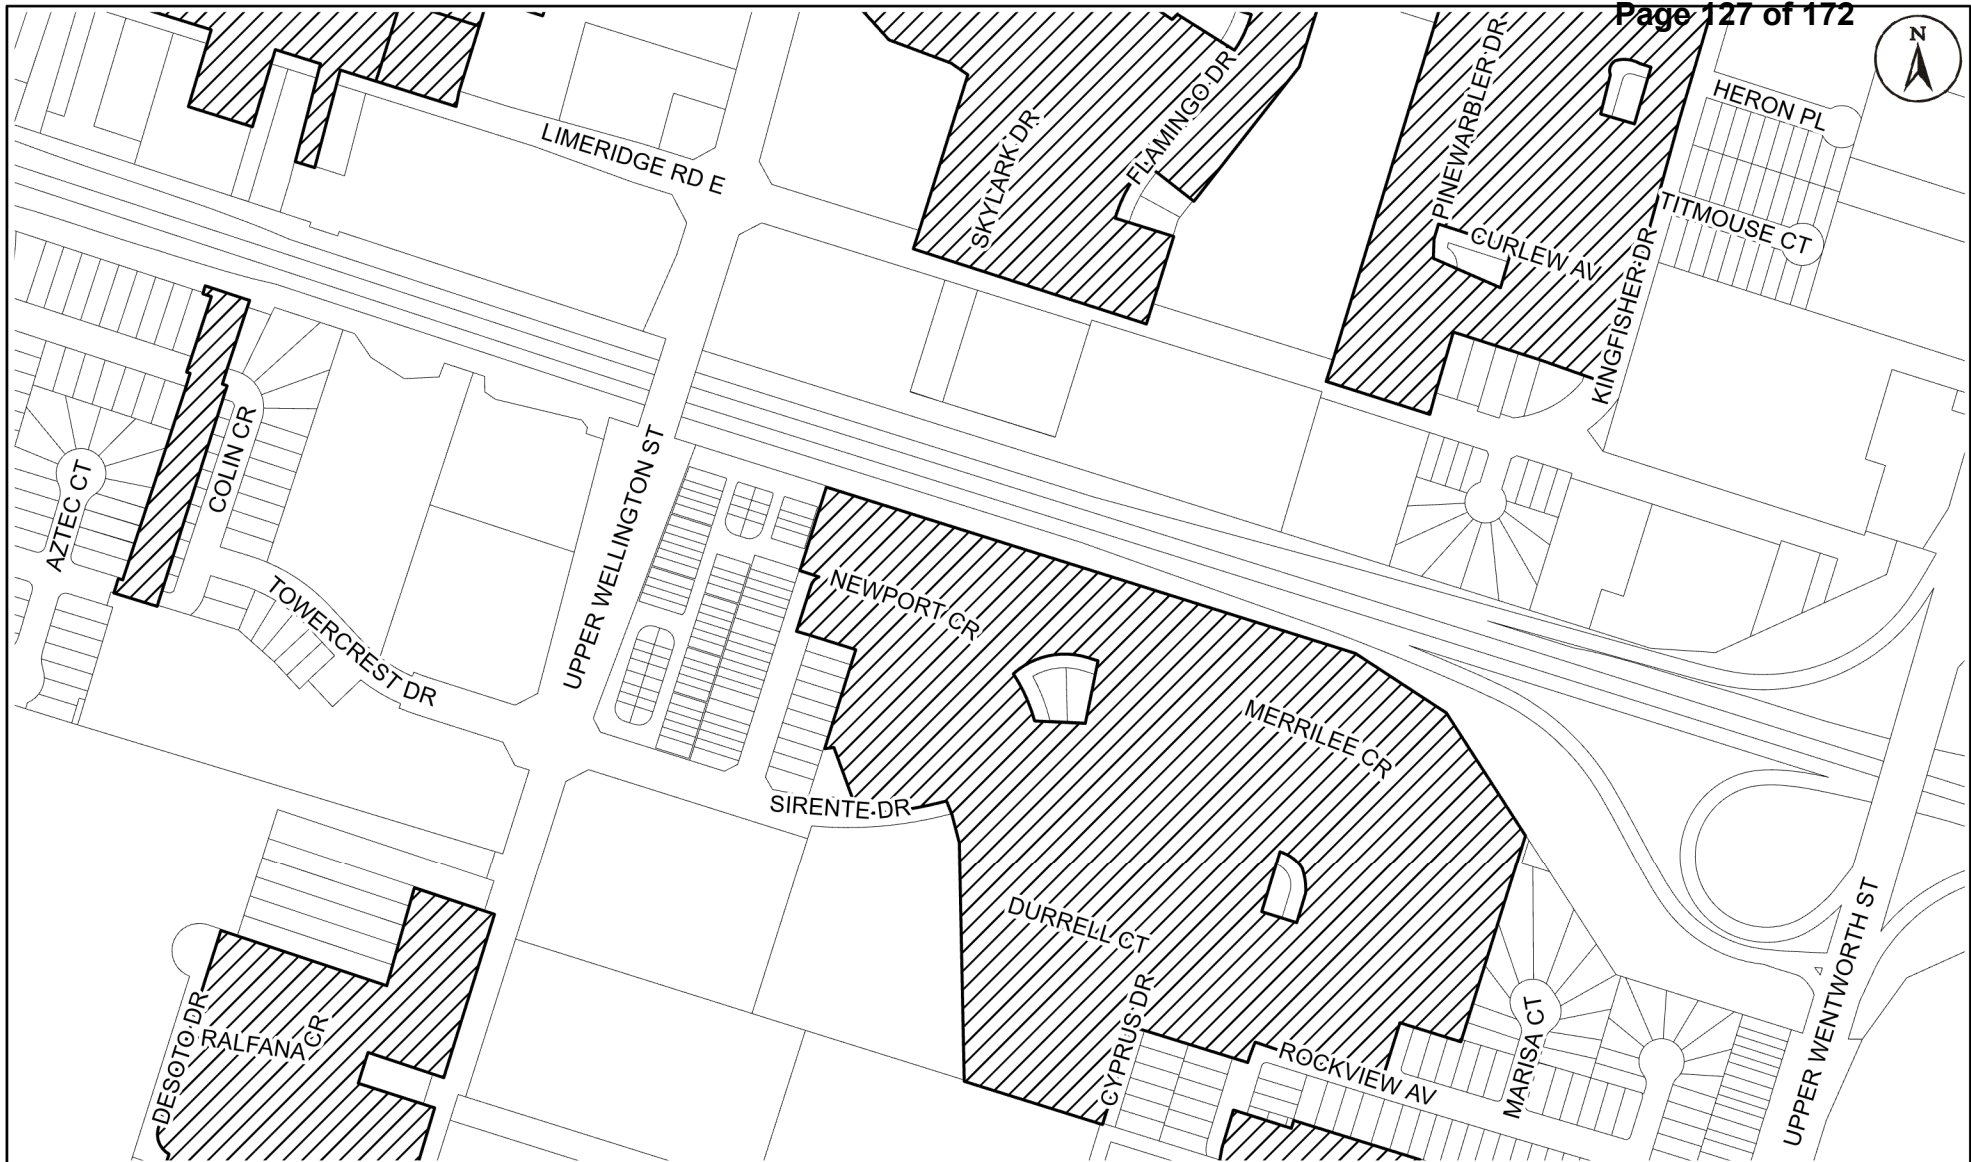 Page 127 of 172
N
HERON PL
PINEWARBLER DR
FLAMINGO DR
LIMERIDGE RD E
SKYLARK DR
TITMOUSE CT
CURLEW AV
KINGFISHER DR
COLIN CR
AZTEC CT
UPPER WELLINGTON ST
TOWERCREST DR
NEWPORT CR
MERRILEE CR
SIRENTE DR
DURRELL CT
CYPRUS DR
UPPER WENTWORTH ST
DESOTO DR
RALFANA CR
ROCKVIEW AV
MARISA CT